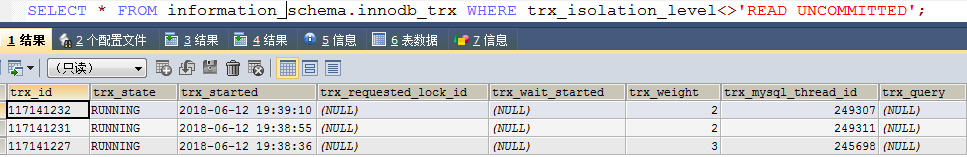 SELECT * FROM information_schema.innodb_trx WHERE trx_isolation_level<>'READ UNCOMMITTED';
1 结果 2 个配置文件 3 结果 4 结果 5 信息 6 表数据 7 信息
(只读)
trx_id trx_state trx_started trx_requested_lock_id trx_wait_started trx_weight trx_mysql_thread_id trx_query
117141232 RUNNING 2018-06-12 19:39:10 (NULL) (NULL) 2 249307 (NULL)
117141231 RUNNING 2018-06-12 19:38:55 (NULL) (NULL) 2 249311 (NULL)
117141227 RUNNING 2018-06-12 19:38:36 (NULL) (NULL) 3 245698 (NULL)